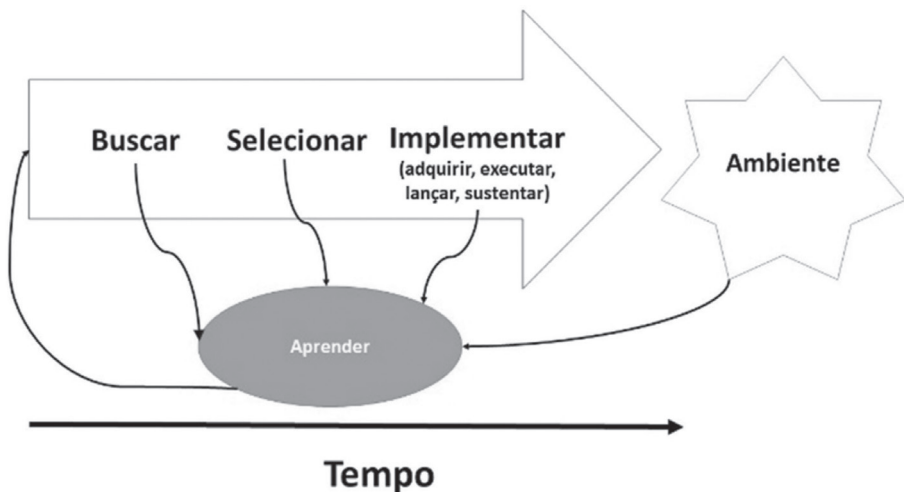 Buscar
Selecionar
Implementar
(adquirir, executar,
lançar, sustentar)
Ambiente
Aprender
Tempo